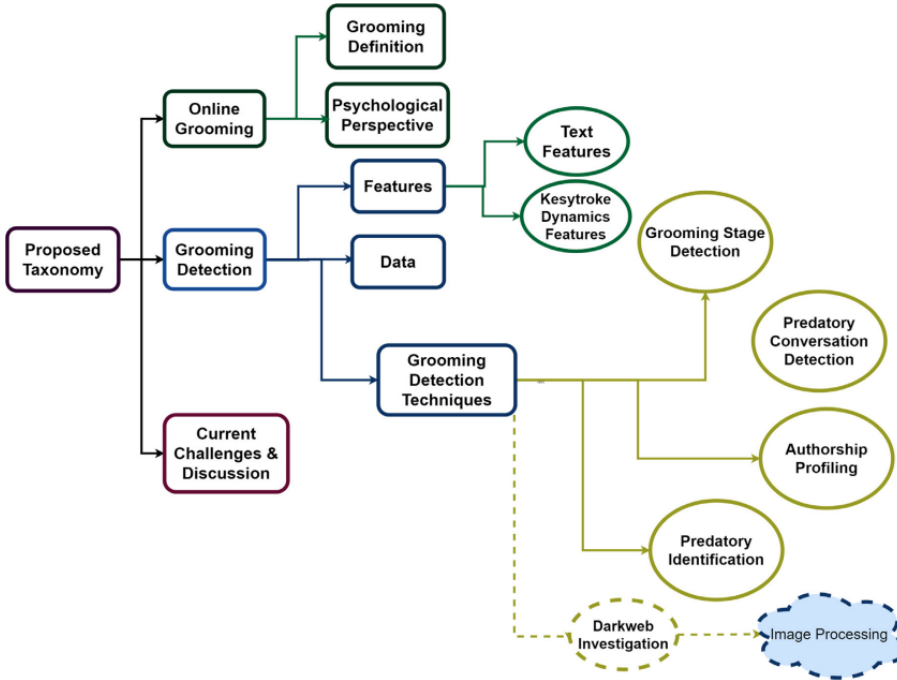 Grooming
Definition
Online
Grooming
Psychological
Perspective
Text
Features
Features
Kesytroke
Dynamics
Features
Grooming Stage
Detection
Proposed
Taxonomy
Grooming
Detection
Data
Predatory
Conversation
Detection
Grooming
Detection
Techniques
Current
Challenges &
Discussion
Authorship
Profiling
Predatory
Identification
Darkweb
Investigation
Image Processing